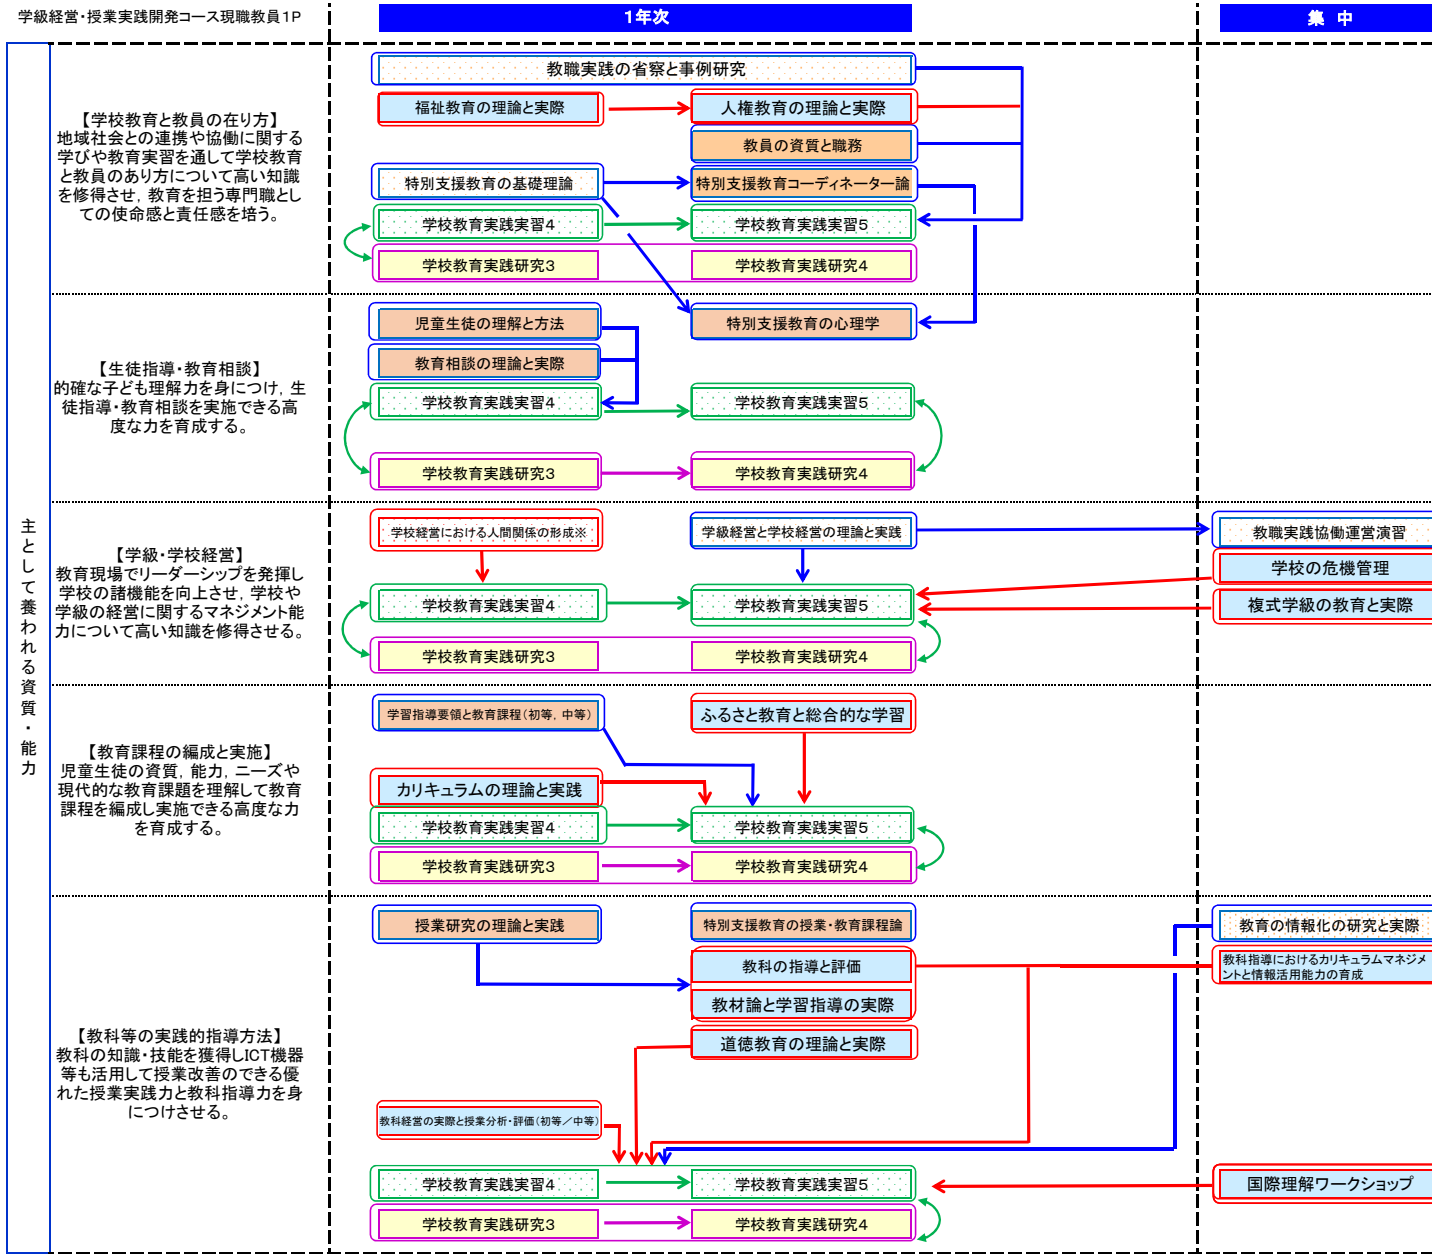 学級経営・授業実践開発コース現職教員1P
1年次
集 中
主として養われる資質・能力
【学校教育と教員の在り方】
地域社会との連携や協働に関する
学びや教育実習を通して学校教育
と教員のあり方について高い知識
を修得させ，教育を担う専門職とし
ての使命感と責任感を培う。
教職実践の省察と事例研究
福祉教育の理論と実際
人権教育の理論と実際
教員の資質と職務
特別支援教育の基礎理論
特別支援教育コーディネーター論
学校教育実践実習4
学校教育実践実習5
学校教育実践研究3
学校教育実践研究4
【生徒指導・教育相談】
的確な子ども理解力を身につけ，生
徒指導・教育相談を実施できる高
度な力を育成する。
児童生徒の理解と方法
特別支援教育の心理学
教育相談の理論と実際
学校教育実践実習4
学校教育実践実習5
学校教育実践研究3
学校教育実践研究4
【学級・学校経営】
教育現場でリーダーシップを発揮し
学校の諸機能を向上させ，学校や
学級の経営に関するマネジメント能
力について高い知識を修得させる。
学校経営における人間関係の形成※
学級経営と学校経営の理論と実践
教職実践協働運営演習
学校の危機管理
複式学級の教育と実際
学校教育実践実習4
学校教育実践実習5
学校教育実践研究3
学校教育実践研究4
【教育課程の編成と実施】
児童生徒の資質，能力，ニーズや
現代的な教育課題を理解して教育
課程を編成し実施できる高度な力
を育成する。
学習指導要領と教育課程（初等，中等）
ふるさと教育と総合的な学習
カリキュラムの理論と実践
学校教育実践実習4
学校教育実践実習5
学校教育実践研究3
学校教育実践研究4
【教科等の実践的指導方法】
教科の知識・技能を獲得しICT機器
等も活用して授業改善のできる優
れた授業実践力と教科指導力を身
につけさせる。
授業研究の理論と実践
特別支援教育の授業・教育課程論
教育の情報化の研究と実際
教科の指導と評価
教科指導におけるカリキュラムマネジメ
ントと情報活用能力の育成
教材論と学習指導の実際
道徳教育の理論と実際
教科経営の実際と授業分析・評価（初等／中等）
学校教育実践実習4
学校教育実践実習5
国際理解ワークショップ
学校教育実践研究3
学校教育実践研究4